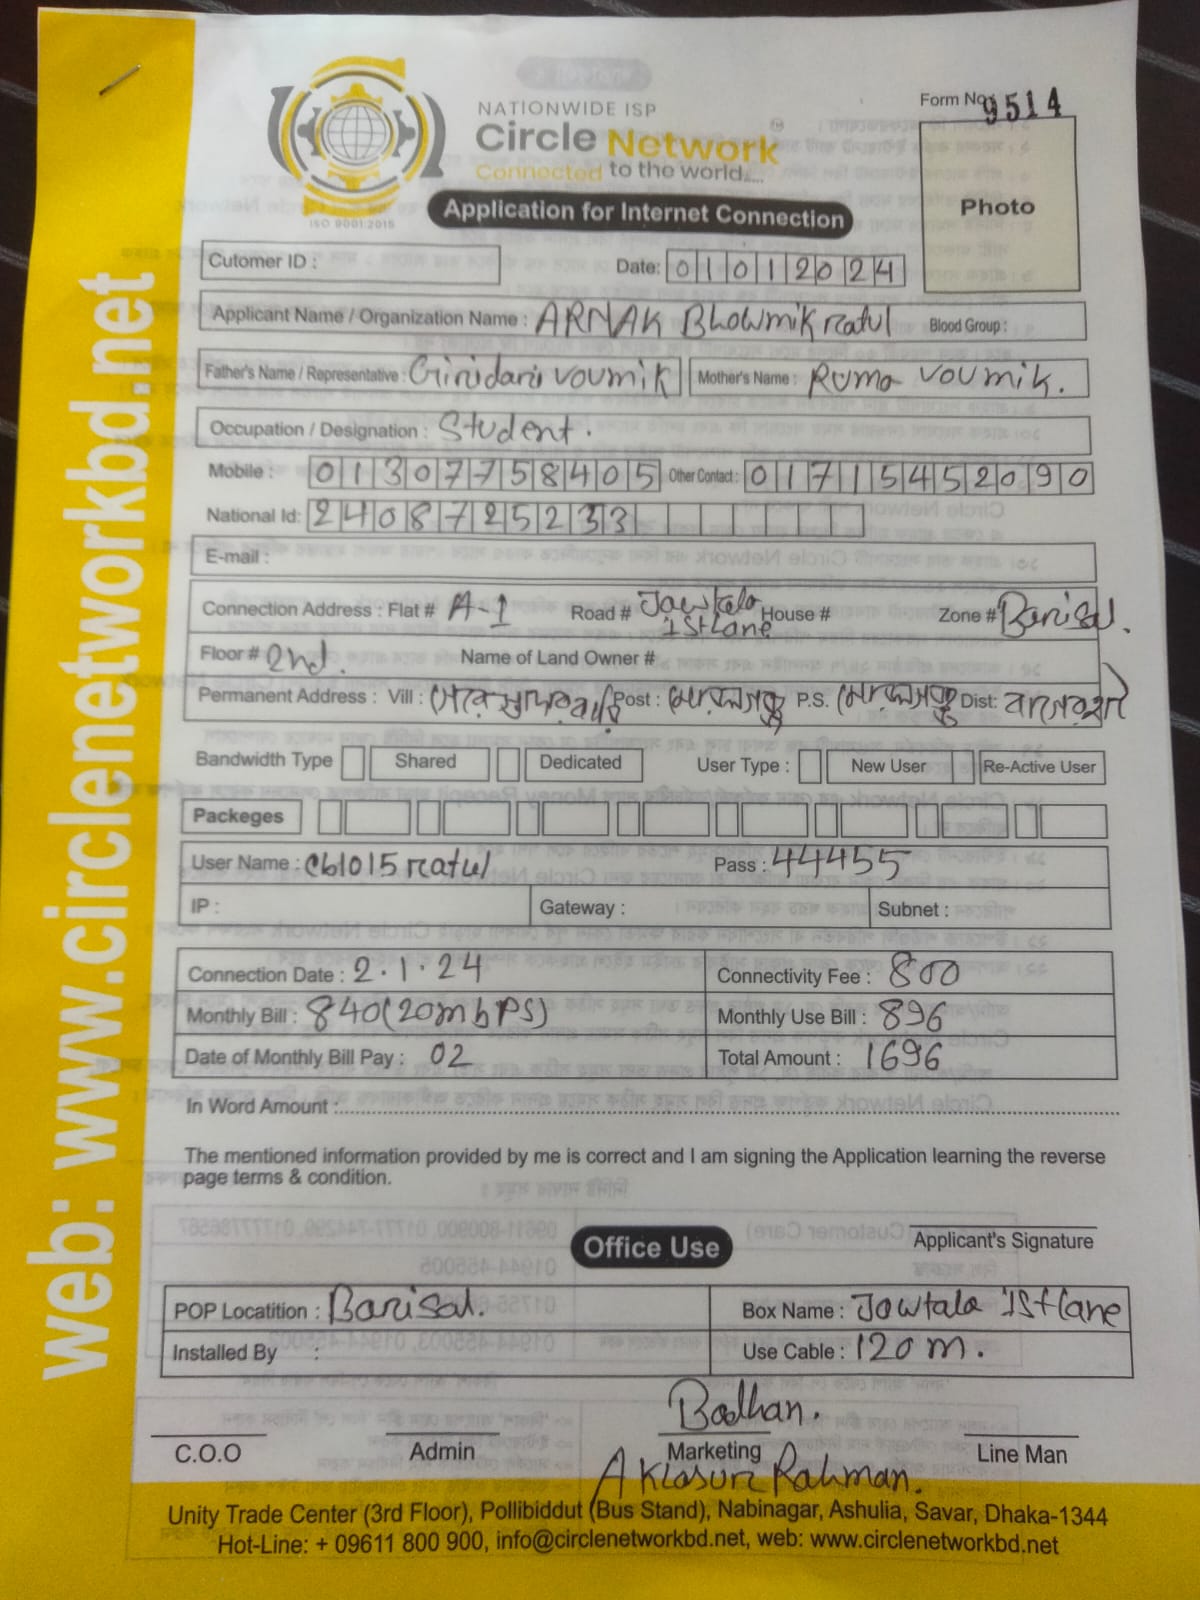 Form No: 9514
NATIONWIDE ISP
Circle Network
Connected to the world.....
ISO 9001:2015
Photo
Application for Internet Connection
Cutomer ID :
Date: 01012024
Applicant Name / Organization Name : ARNAK Bhowmik ratul Blood Group :
Father's Name / Representative : Giridari voumik Mother's Name : Ruma voumik.
Occupation / Designation : Student.
Mobile : 01307758405 Other Contact : 01715452090
National Id: 2408725233
E-mail :
Connection Address : Flat # A-1 Road # Jowtala 1st Lane House # Zone # Barisal.
Floor # 2nd. Name of Land Owner #
Permanent Address : Vill : Post : P.S. Dist:
Bandwidth Type Shared Dedicated User Type : New User Re-Active User
Packeges
User Name : cb1015ratul Pass : 44455
IP : Gateway : Subnet :
Connection Date : 2.1.24 Connectivity Fee : 800
Monthly Bill : 840(20mbPS) Monthly Use Bill : 896
Date of Monthly Bill Pay : 02 Total Amount : 1696
In Word Amount :
The mentioned information provided by me is correct and I am signing the Application learning the reverse
page terms & condition.
Applicant's Signature
Office Use
POP Locatition : Barisal. Box Name : Jowtala 1st Lane
Installed By : Use Cable : 120 m.
Badhan.
C.O.O Admin Marketing Line Man
Rahman.
Unity Trade Center (3rd Floor), Pollibiddut (Bus Stand), Nabinagar, Ashulia, Savar, Dhaka-1344
Hot-Line: + 09611 800 900, info@circlenetworkbd.net, web: www.circlenetworkbd.net
web: www.circlenetworkbd.net